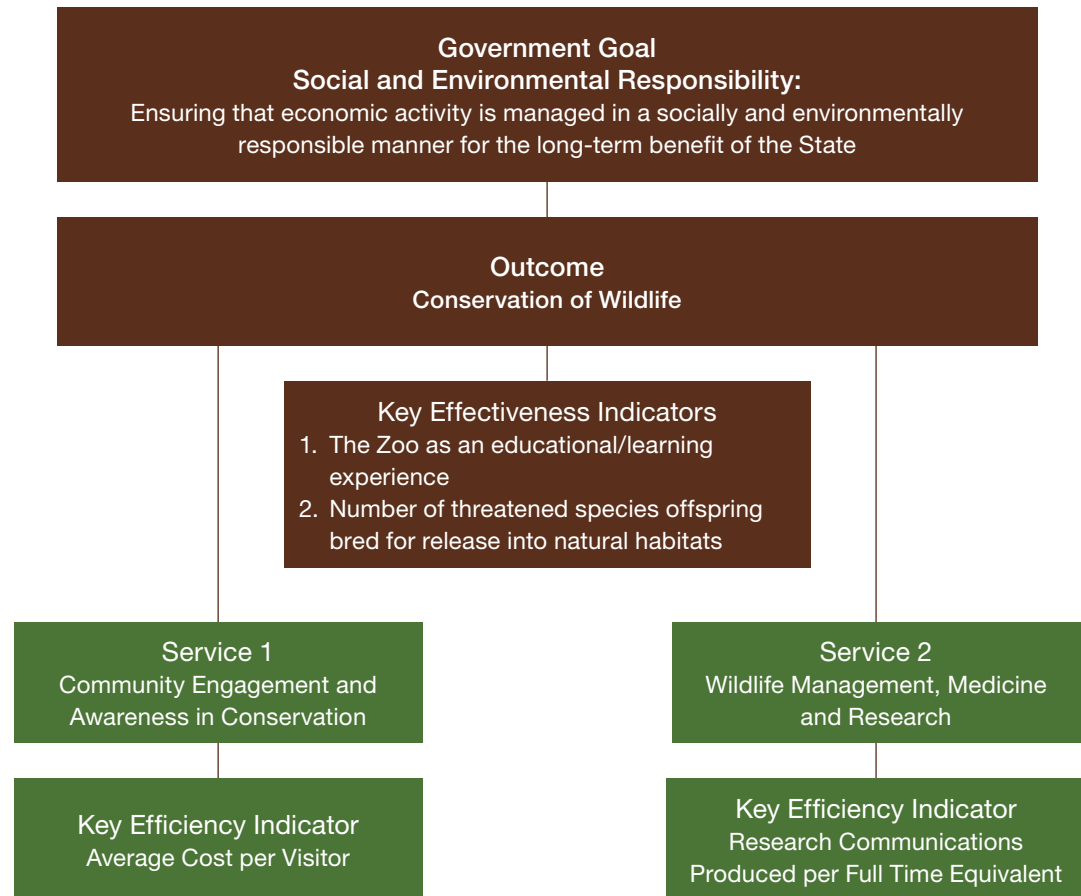 Government Goal
Social and Environmental Responsibility:
Ensuring that economic activity is managed in a socially and environmentally
responsible manner for the long-term benefit of the State
Outcome
Conservation of Wildlife
Key Effectiveness Indicators
1. The Zoo as an educational/learning
experience
2. Number of threatened species offspring
bred for release into natural habitats
Service 1
Community Engagement and
Awareness in Conservation
Service 2
Wildlife Management, Medicine
and Research
Key Efficiency Indicator
Average Cost per Visitor
Key Efficiency Indicator
Research Communications
Produced per Full Time Equivalent